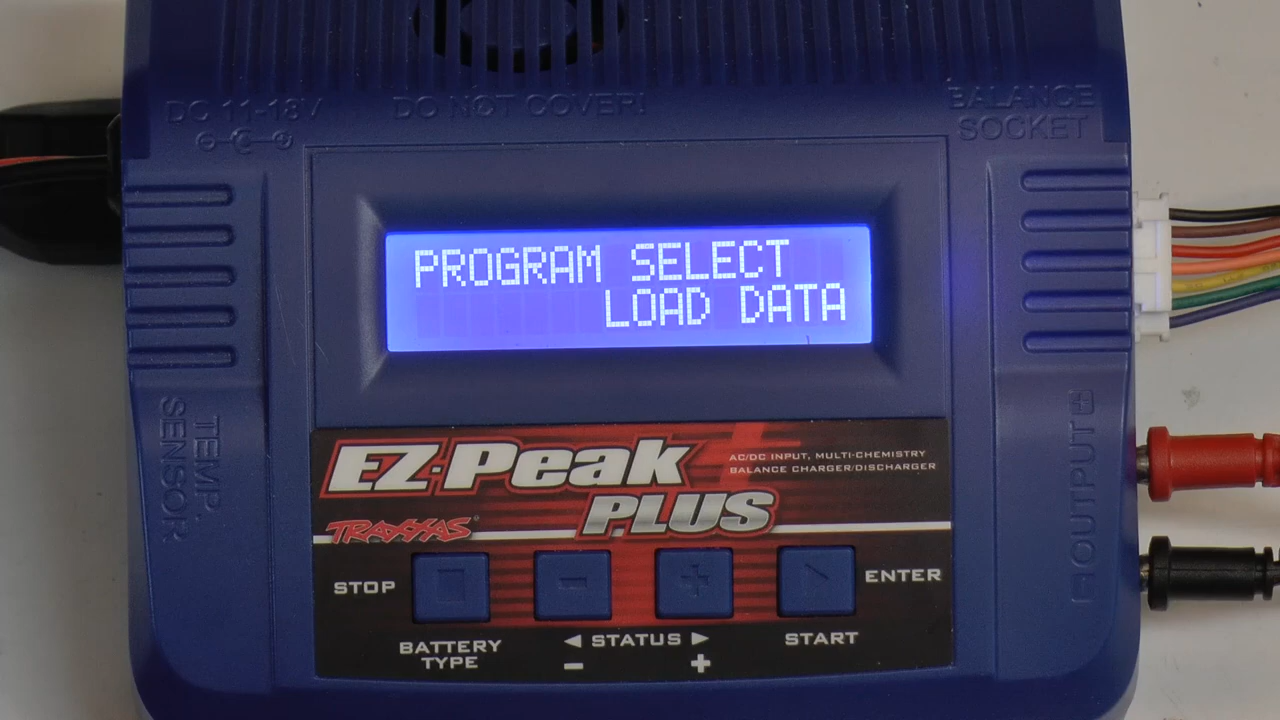 DC 11-18V
DO NOT COVER!
BALANCE
SOCKET
PROGRAM SELECT
LOAD DATA
TEMP.
SENSOR
OUTPUT
EZ-Peak
PLUS
AC/DC INPUT, MULTI-CHEMISTRY
BALANCE CHARGER/DISCHARGER
TRAXXAS®
STOP
ENTER
BATTERY
TYPE
◄ STATUS ►
START
− +